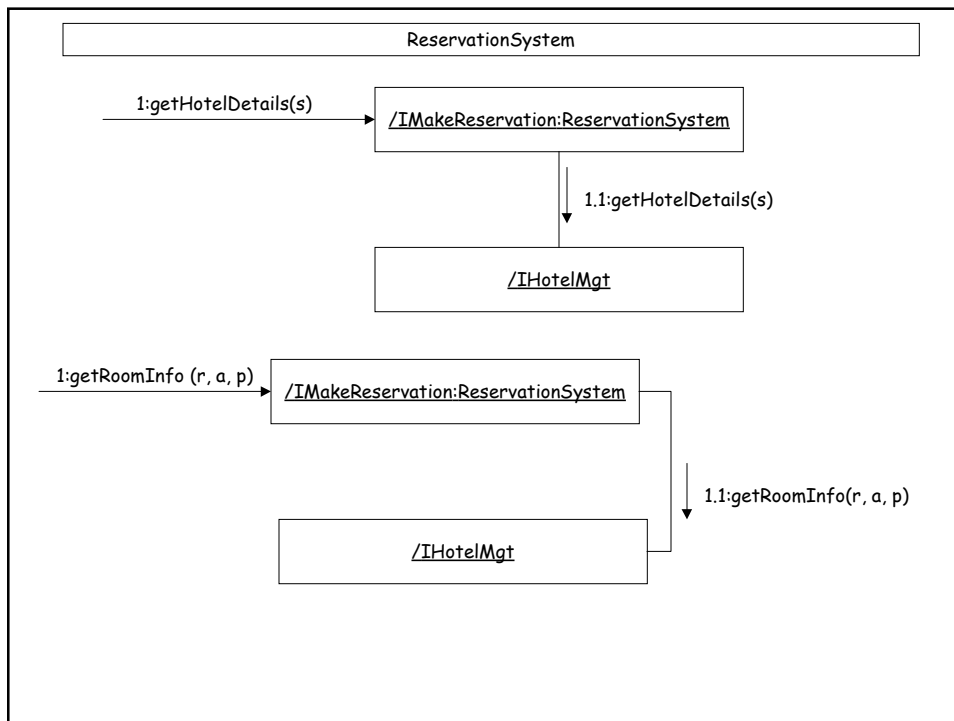 ReservationSystem
1:getHotelDetails(s)
/IMakeReservation:ReservationSystem
1.1:getHotelDetails(s)
/IHotelMgt
1:getRoomInfo (r, a, p)
/IMakeReservation:ReservationSystem
1.1:getRoomInfo(r, a, p)
/IHotelMgt